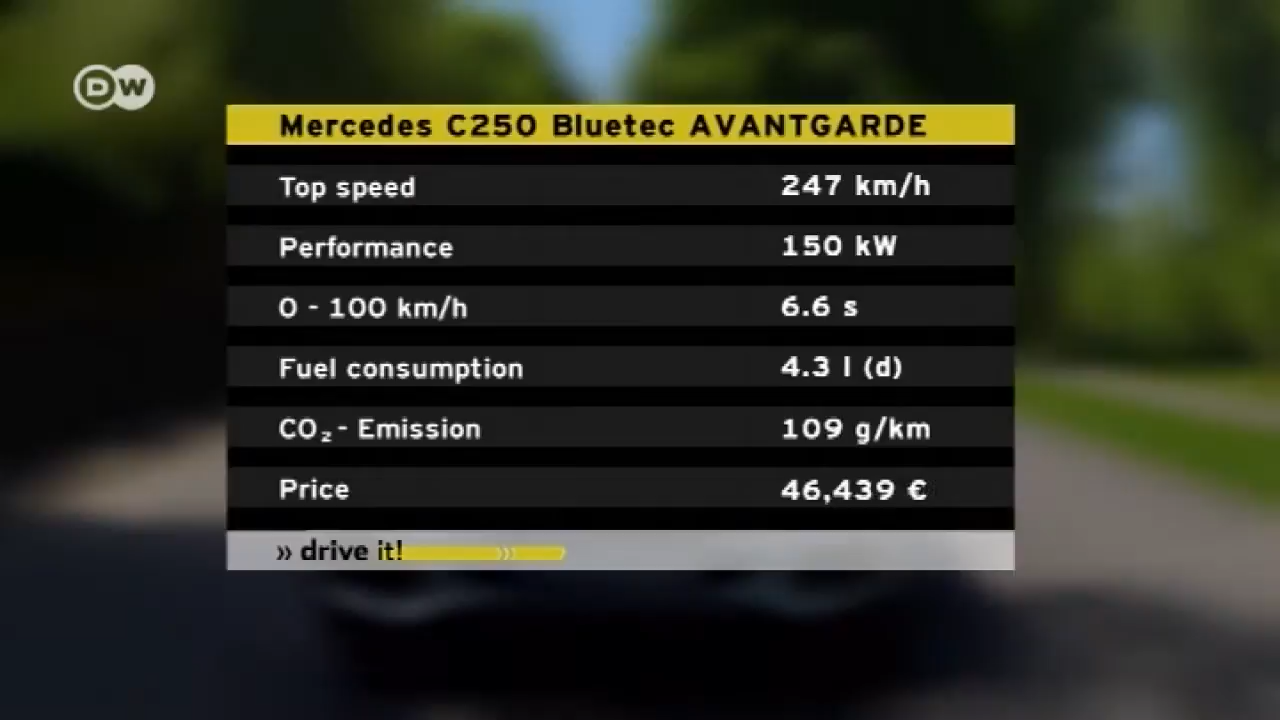 DW
Mercedes C250 Bluetec AVANTGARDE
Top speed 247 km/h
Performance 150 kW
0 - 100 km/h 6.6 s
Fuel consumption 4.3 l (d)
CO₂- Emission 109 g/km
Price 46,439 €
» drive it!